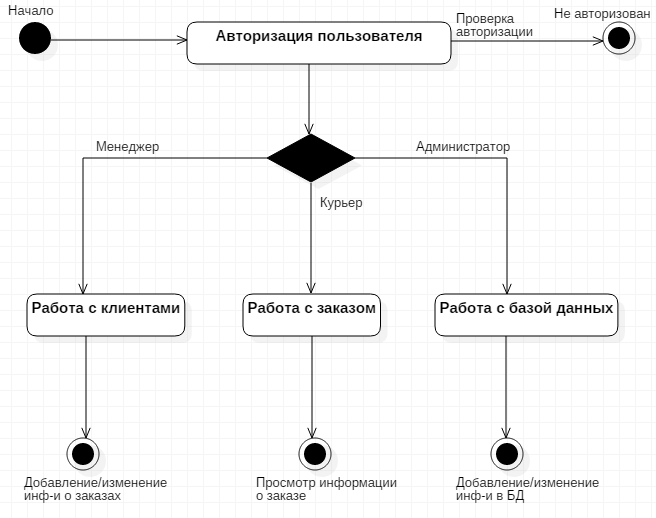 Начало
Авторизация пользователя
Проверка
авторизации
Не авторизован
Менеджер
Администратор
Курьер
Работа с клиентами
Работа с заказом
Работа с базой данных
Добавление/изменение
инф-и о заказах
Просмотр информации
о заказе
Добавление/изменение
инф-и в БД